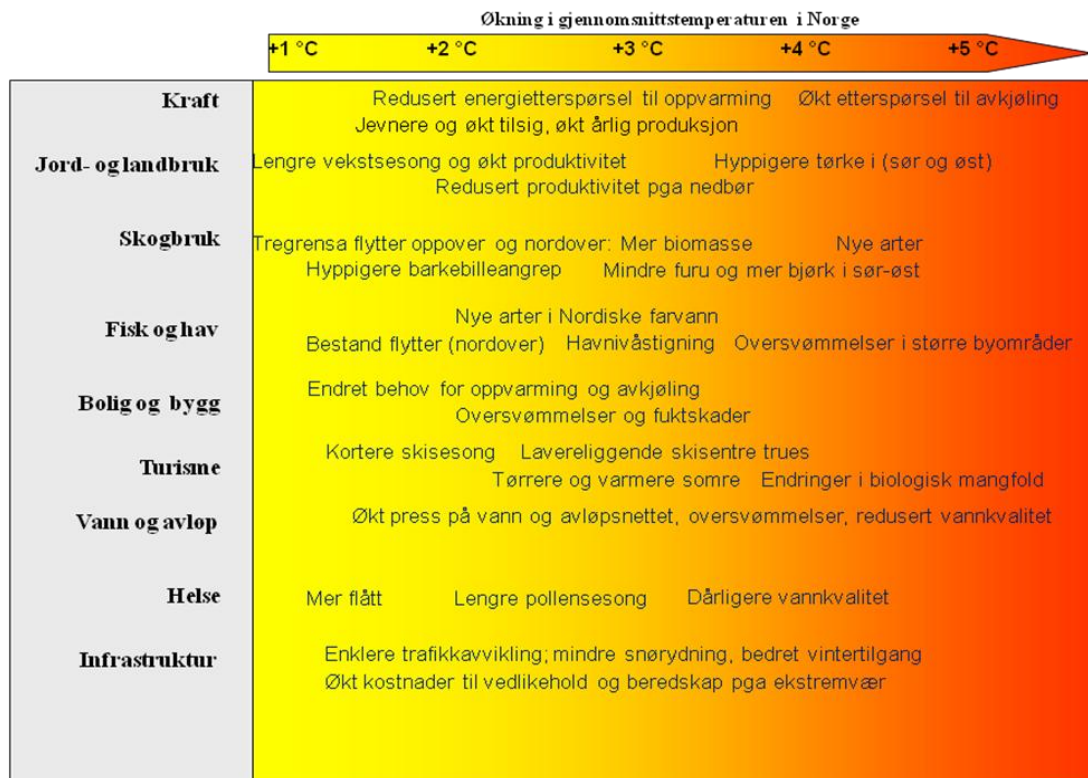 Økning i gjennomsnittstemperaturen i Norge
+1 °C +2 °C +3 °C +4 °C +5 °C
Kraft
Redusert energietterspørsel til oppvarming Økt etterspørsel til avkjøling
Jevnere og økt tilsig, økt årlig produksjon
Jord- og landbruk
Lengre vekstsesong og økt produktivitet Hyppigere tørke i (sør og øst)
Redusert produktivitet pga nedbør
Skogbruk
Tregrensa flytter oppover og nordover: Mer biomasse Nye arter
Hyppigere barkebilleangrep Mindre furu og mer bjørk i sør-øst
Fisk og hav
Nye arter i Nordiske farvann
Bestand flytter (nordover) Havnivåstigning Oversvømmelser i større byområder
Bolig og bygg
Endret behov for oppvarming og avkjøling
Oversvømmelser og fuktskader
Turisme
Kortere skisesong Lavereliggende skisentre trues
Tørrere og varmere somre Endringer i biologisk mangfold
Vann og avløp
Økt press på vann og avløpsnettet, oversvømmelser, redusert vannkvalitet
Helse
Mer flått Lengre pollensesong Dårligere vannkvalitet
Infrastruktur
Enklere trafikkavvikling; mindre snørydning, bedret vintertilgang
Økt kostnader til vedlikehold og beredskap pga ekstremvær